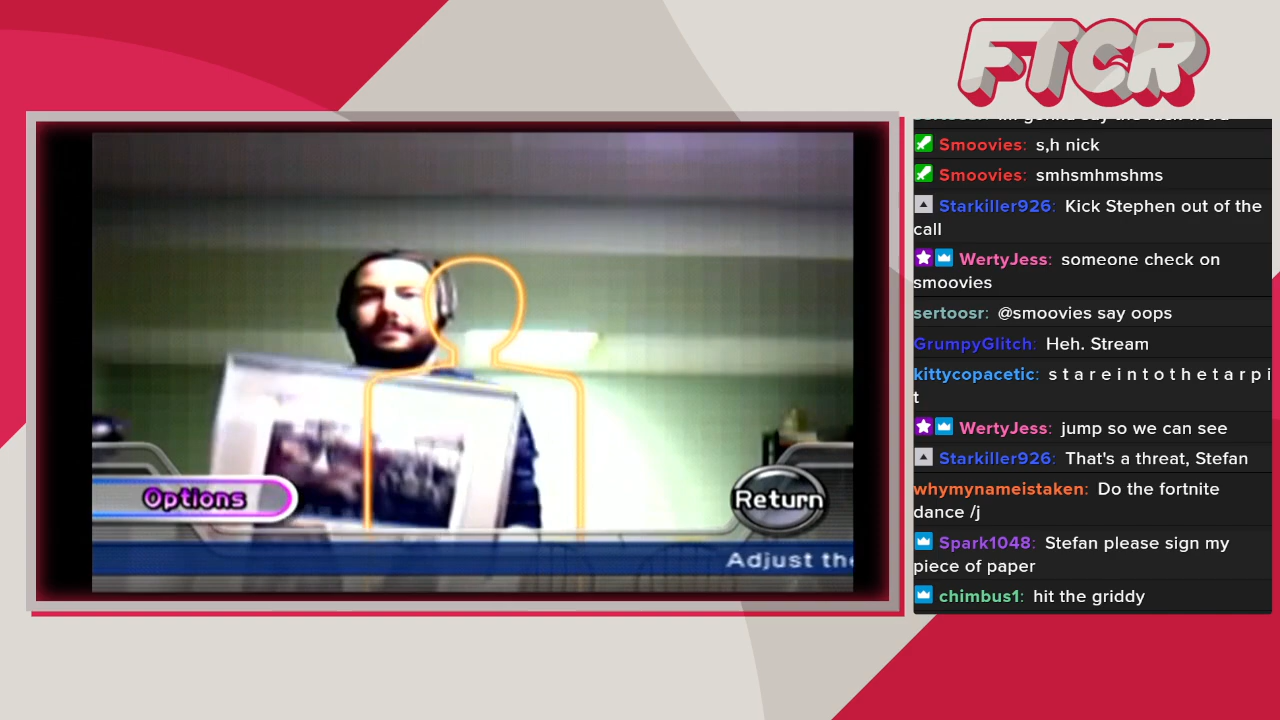 FTCR
Smoovies: s,h nick
Smoovies: smhsmhmshms
Starkiller926: Kick Stephen out of the
call
WertyJess: someone check on
smoovies
sertoosr: @smoovies say oops
GrumpyGlitch: Heh. Stream
kittycopacetic: s t a r e i n t o t h e t a r p i
t
WertyJess: jump so we can see
Starkiller926: That's a threat, Stefan
whymynameistaken: Do the fortnite
dance /j
Spark1048: Stefan please sign my
piece of paper
chimbus1: hit the griddy
Options
Return
Adjust the